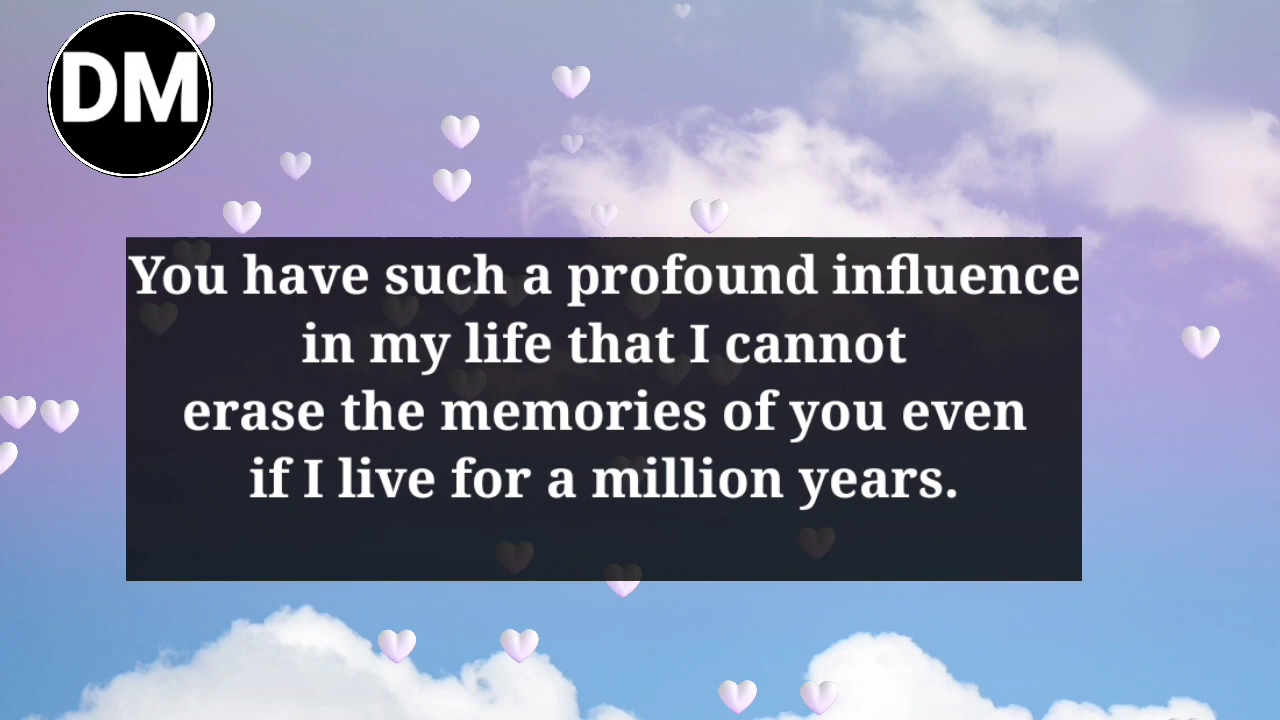 DM
You have such a profound influence
in my life that I cannot
erase the memories of you even
if I live for a million years.